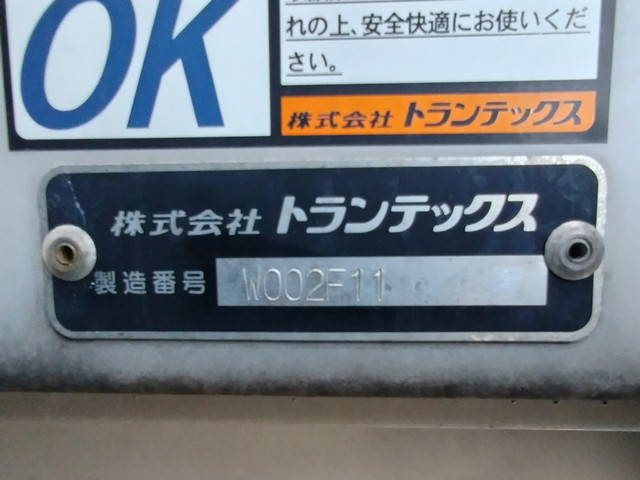 れの上、安全快適にお使いくだ
さい。
OK
株式会社 トランテックス
株式会社 トランテックス
製造番号 W002F11